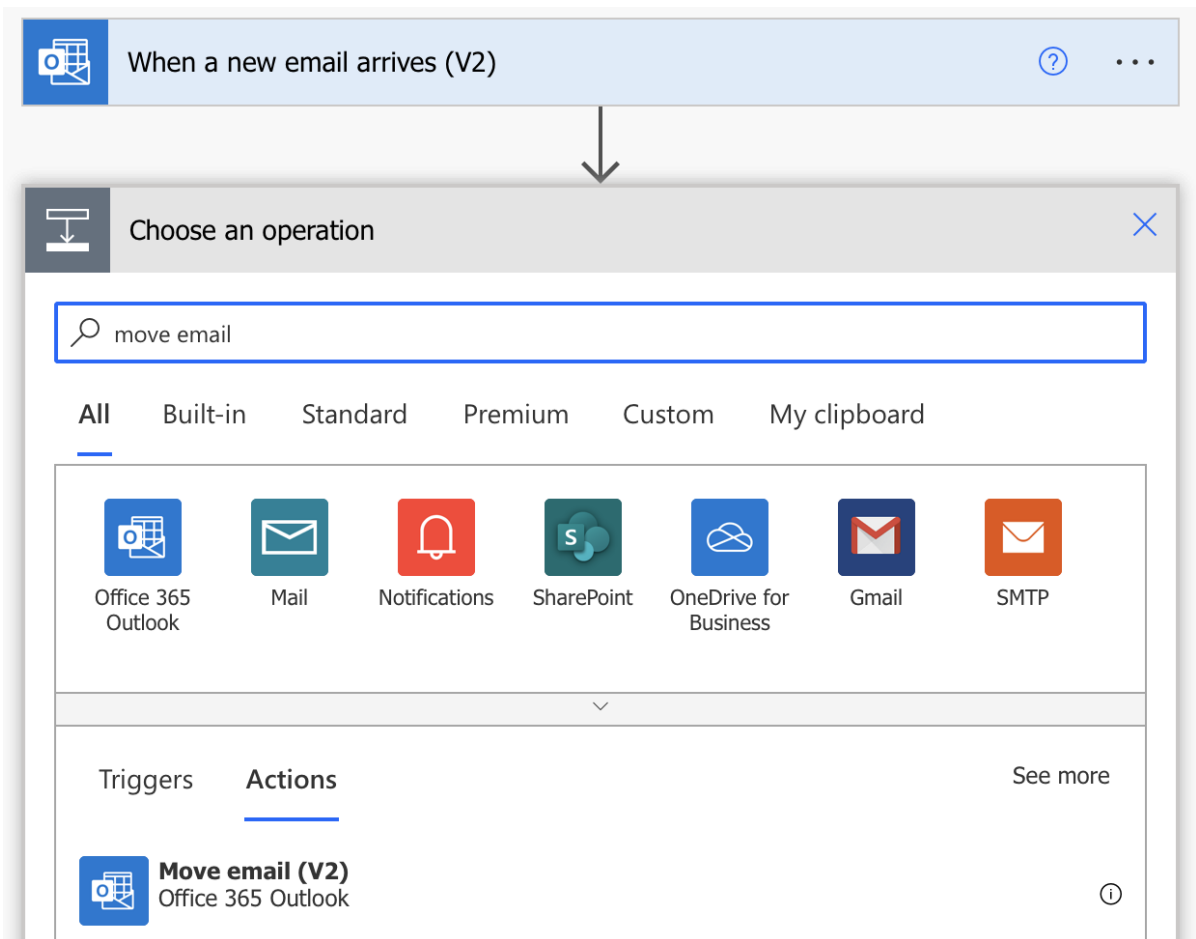 When a new email arrives (V2)
Choose an operation
move email
All Built-in Standard Premium Custom My clipboard
Office 365 Mail Notifications SharePoint OneDrive for Gmail SMTP
Outlook Business
Triggers Actions See more
Move email (V2)
Office 365 Outlook